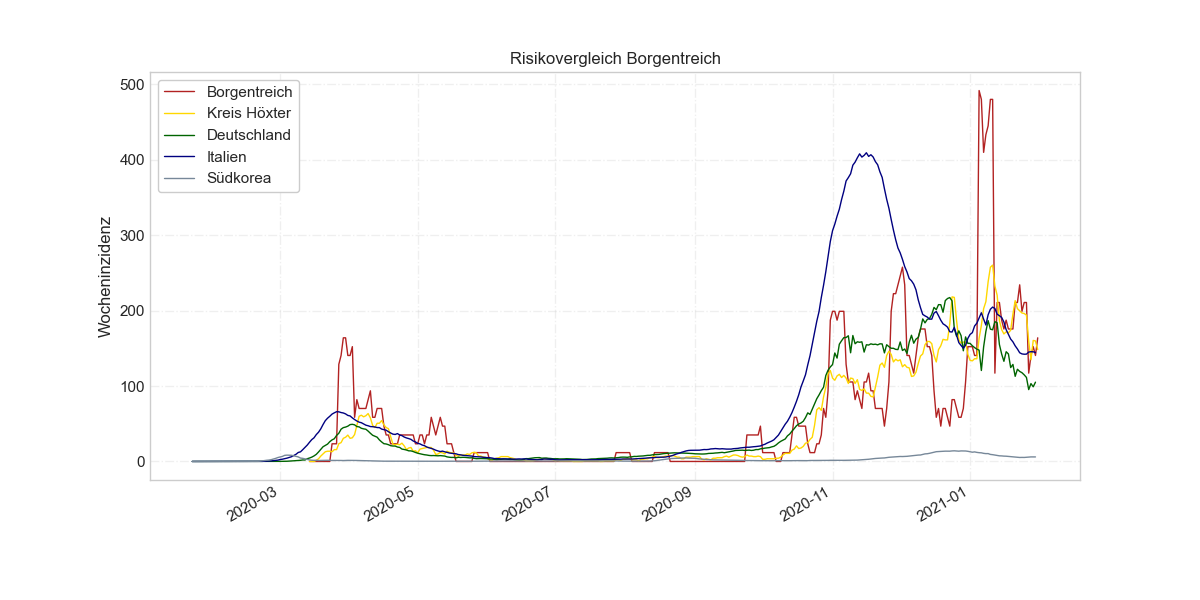 Risikovergleich Borgentreich
Wocheninzidenz
500
400
300
200
100
0
Borgentreich
Kreis Höxter
Deutschland
Italien
Südkorea
2020-03
2020-05
2020-07
2020-09
2020-11
2021-01